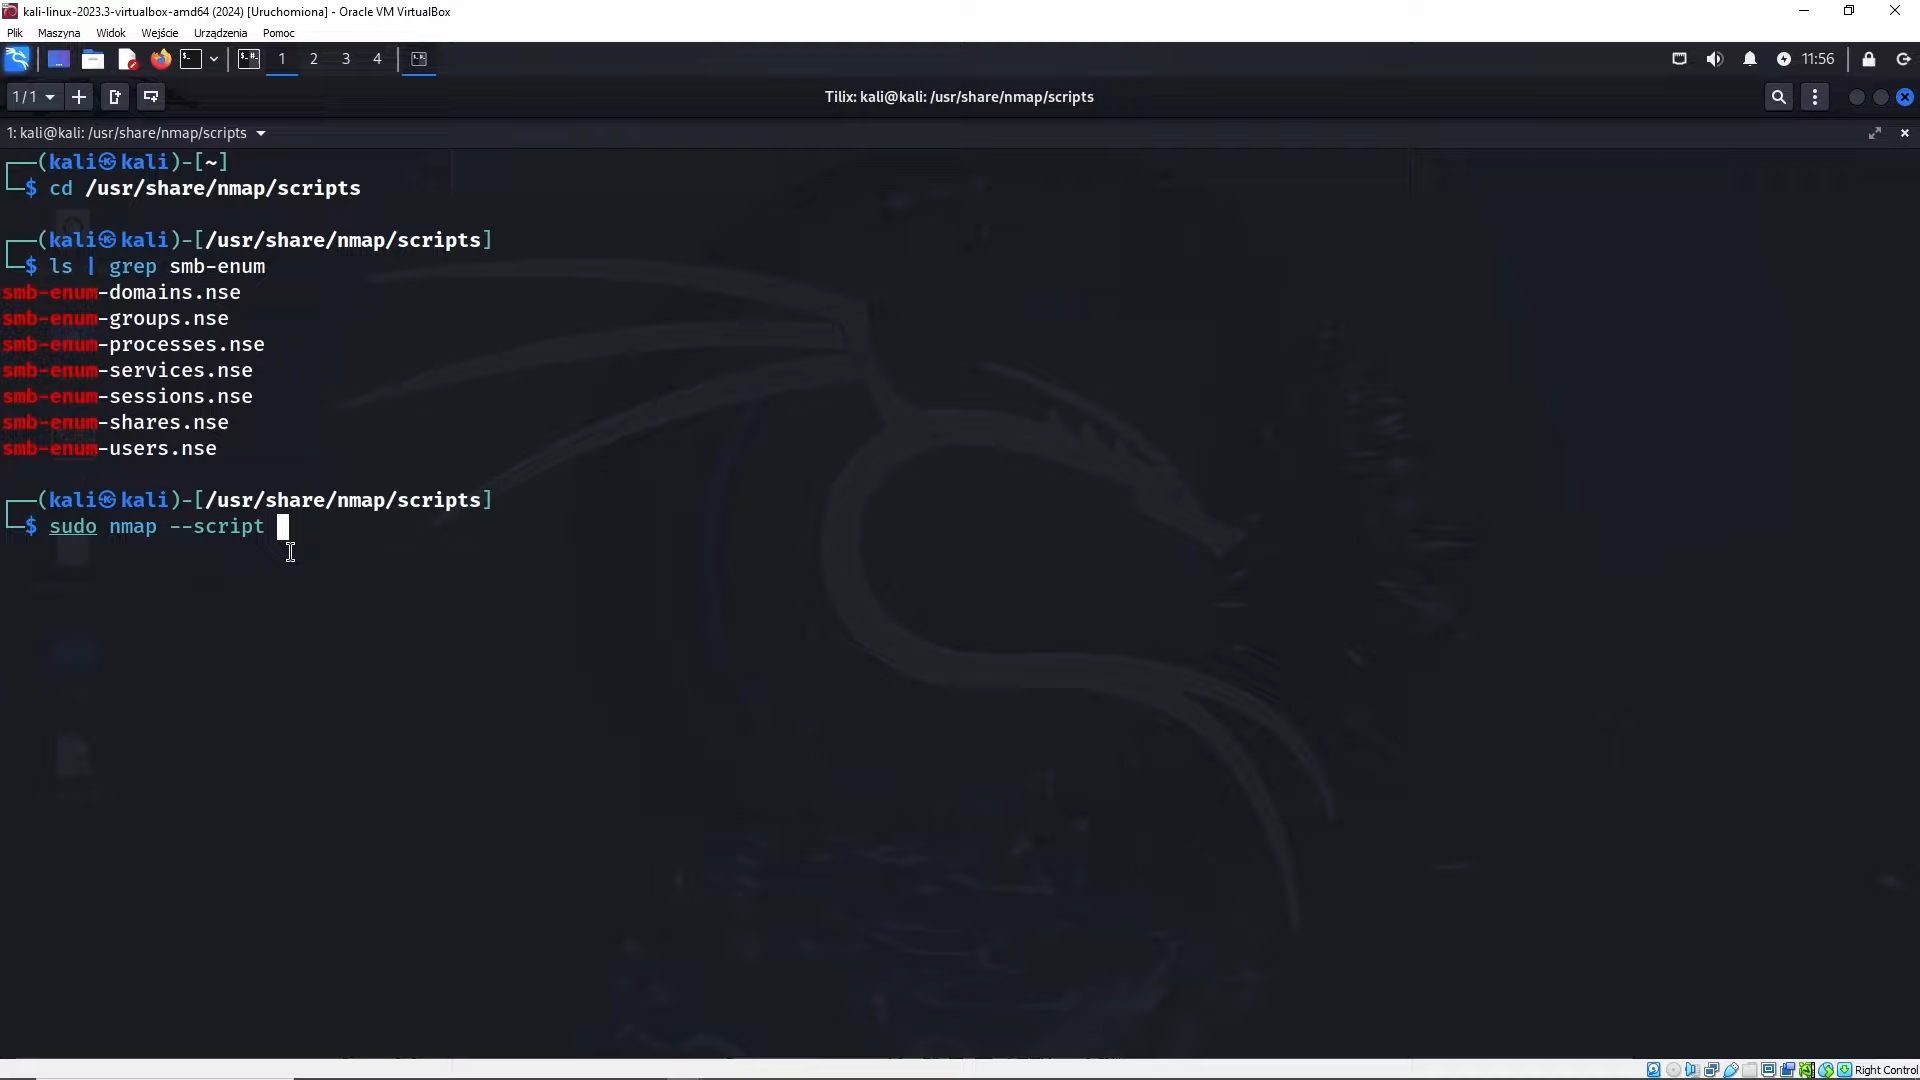 kali-linux-2023.3-virtualbox-amd64 (2024) [Uruchomiona] - Oracle VM VirtualBox
Plik Maszyna Widok Wejście Urządzenia Pomoc
1 2 3 4 11:56
1/1 Tilix: kali@kali: /usr/share/nmap/scripts
1: kali@kali: /usr/share/nmap/scripts
┌──(kali㉿kali)-[~]
└─$ cd /usr/share/nmap/scripts
┌──(kali㉿kali)-[/usr/share/nmap/scripts]
└─$ ls | grep smb-enum
smb-enum-domains.nse
smb-enum-groups.nse
smb-enum-processes.nse
smb-enum-services.nse
smb-enum-sessions.nse
smb-enum-shares.nse
smb-enum-users.nse
┌──(kali㉿kali)-[/usr/share/nmap/scripts]
└─$ sudo nmap --script
Right Control